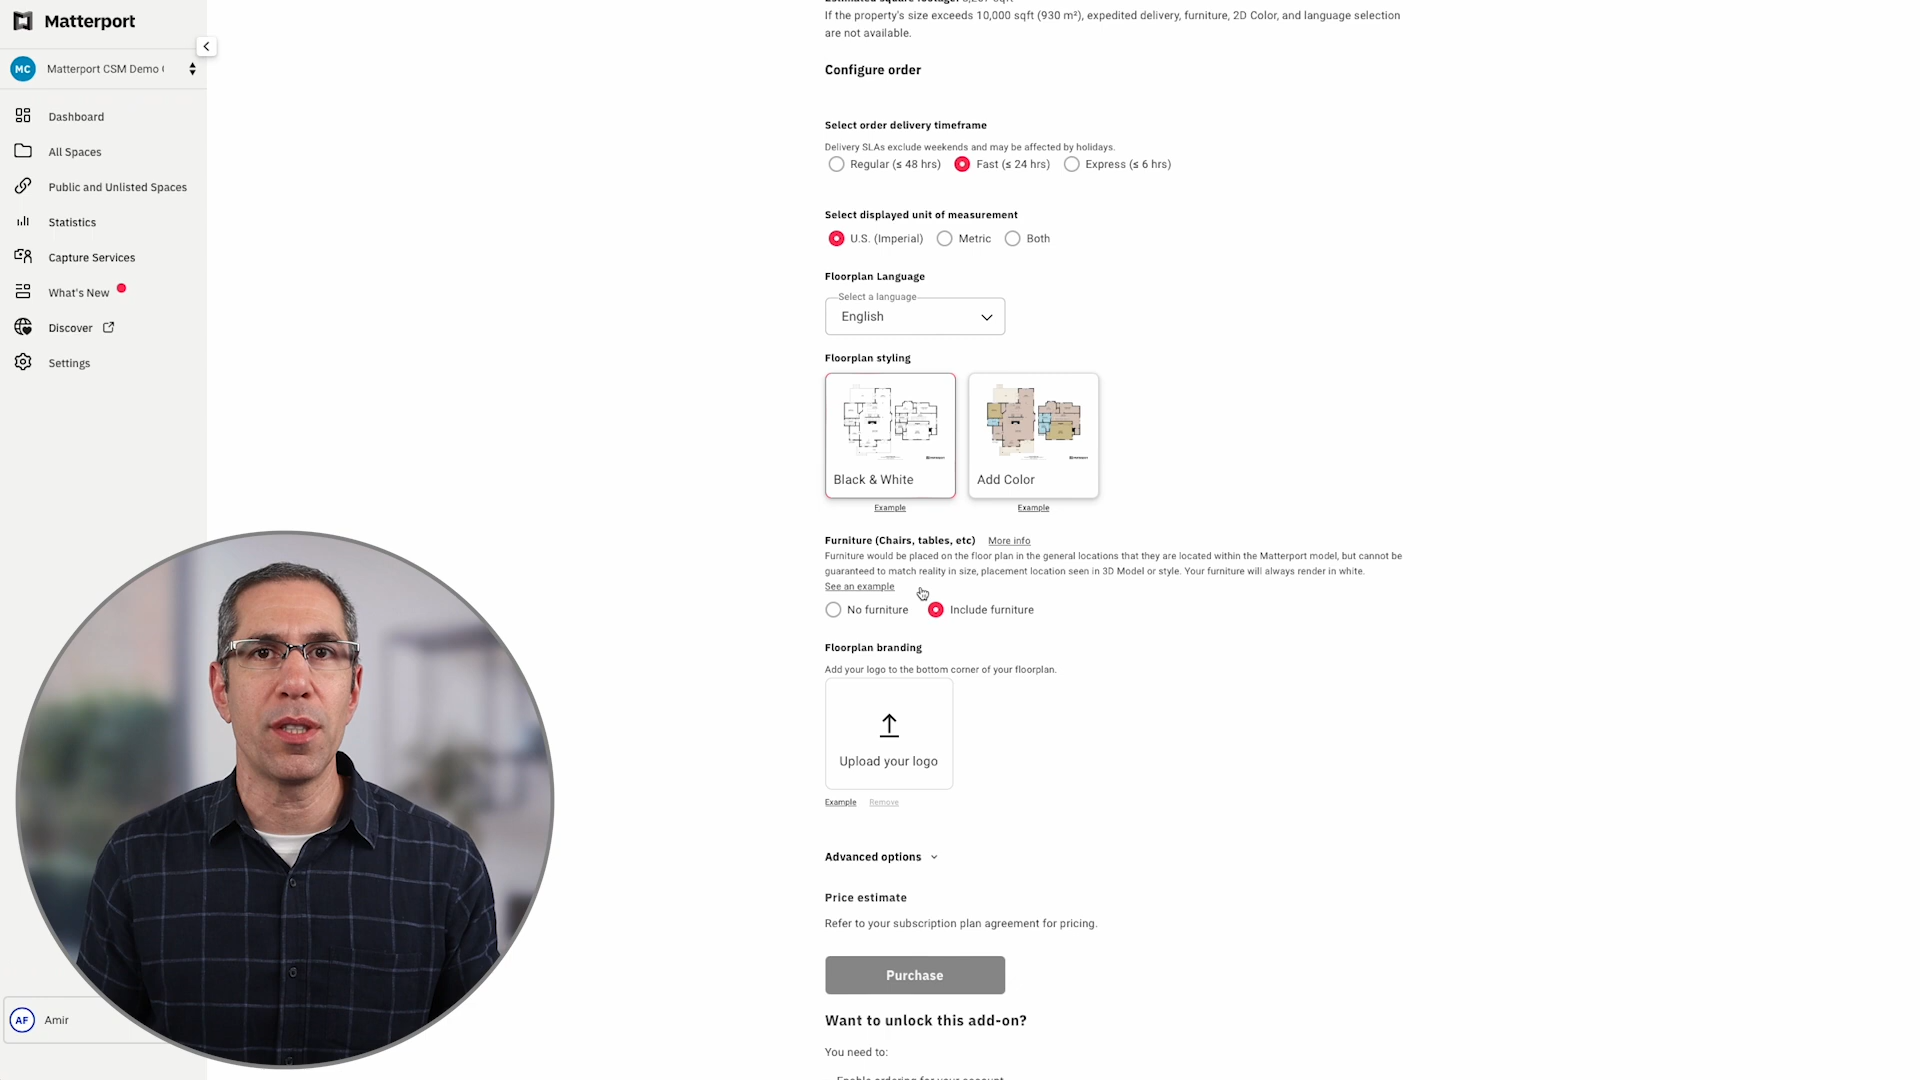 Matterport
MC
Matterport CSM Demo
Dashboard
All Spaces
Public and Unlisted Spaces
Statistics
Capture Services
What's New
Discover
Settings
AF
Amir
If the property's size exceeds 10,000 sqft (930 m²), expedited delivery, furniture, 2D Color, and language selection
are not available.
Configure order
Select order delivery timeframe
Delivery SLAs exclude weekends and may be affected by holidays.
Regular (≤ 48 hrs) Fast (≤ 24 hrs) Express (≤ 6 hrs)
Select displayed unit of measurement
U.S. (Imperial) Metric Both
Floorplan Language
Select a language
English
Floorplan styling
Black & White Add Color
Example Example
Furniture (Chairs, tables, etc) More info
Furniture would be placed on the floor plan in the general locations that they are located within the Matterport model, but cannot be
guaranteed to match reality in size, placement location seen in 3D Model or style. Your furniture will always render in white.
See an example
No furniture Include furniture
Floorplan branding
Add your logo to the bottom corner of your floorplan.
Upload your logo
Example Remove
Advanced options
Price estimate
Refer to your subscription plan agreement for pricing.
Purchase
Want to unlock this add-on?
You need to: